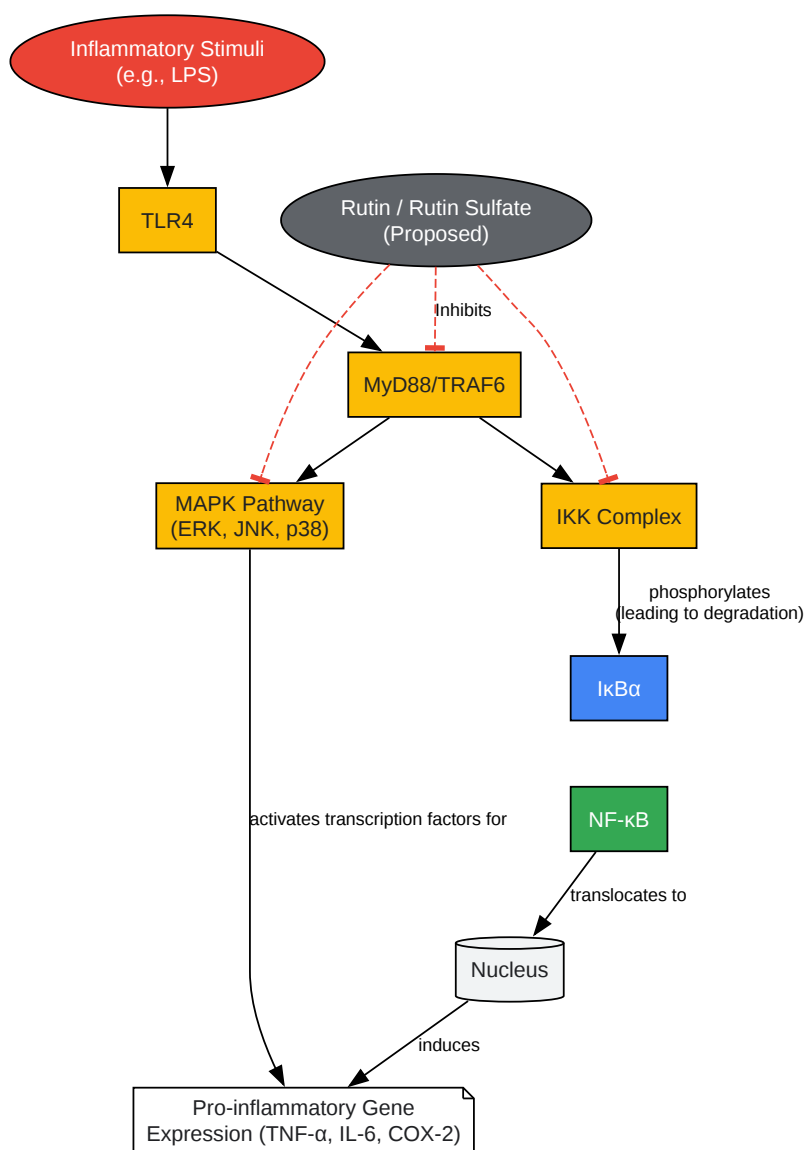 Inflammatory Stimuli
(e.g., LPS)
TLR4
Rutin / Rutin Sulfate
(Proposed)
Inhibits
MyD88/TRAF6
MAPK Pathway
(ERK, JNK, p38)
IKK Complex
phosphorylates
(leading to degradation)
IκBα
activates transcription factors for
NF-κB
translocates to
Nucleus
induces
Pro-inflammatory Gene
Expression (TNF-α, IL-6, COX-2)